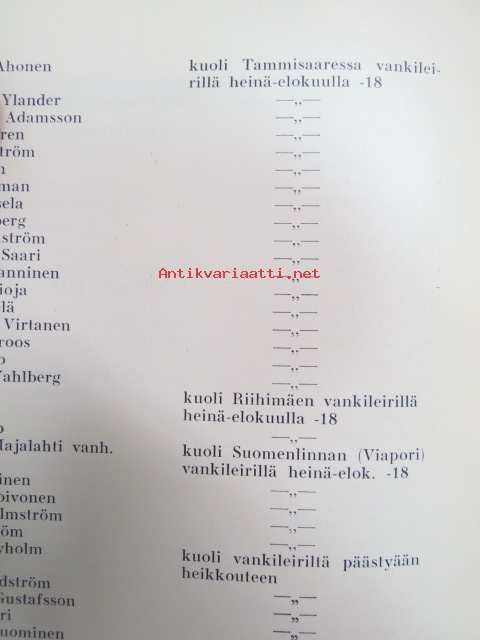 Ahonen kuoli Tammisaaressa vankilei-
rillä heinä-elokuulla -18
Ylander —„—
Adamsson —„—
ren —„—
ström —„—
n —„—
man —„—
sela —„—
berg —„—
ström —„—
Saari —„—
anninen —„—
Antikvariaatti.net
ioja —„—
elä —„—
Virtanen —„—
roos —„—
o —„—
Wahlberg —„—
kuoli Riihimäen vankileirillä
heinä-elokuulla -18
o —„—
Majalahti vanh. kuoli Suomenlinnan (Viapori)
vankileirillä heinä-elok. -18
inen —„—
oivonen —„—
lmström —„—
röm —„—
yholm
kuoli vankileiriltä päästyään
heikkouteen
dström
Gustafsson —„—
ri —„—
uominen —„—